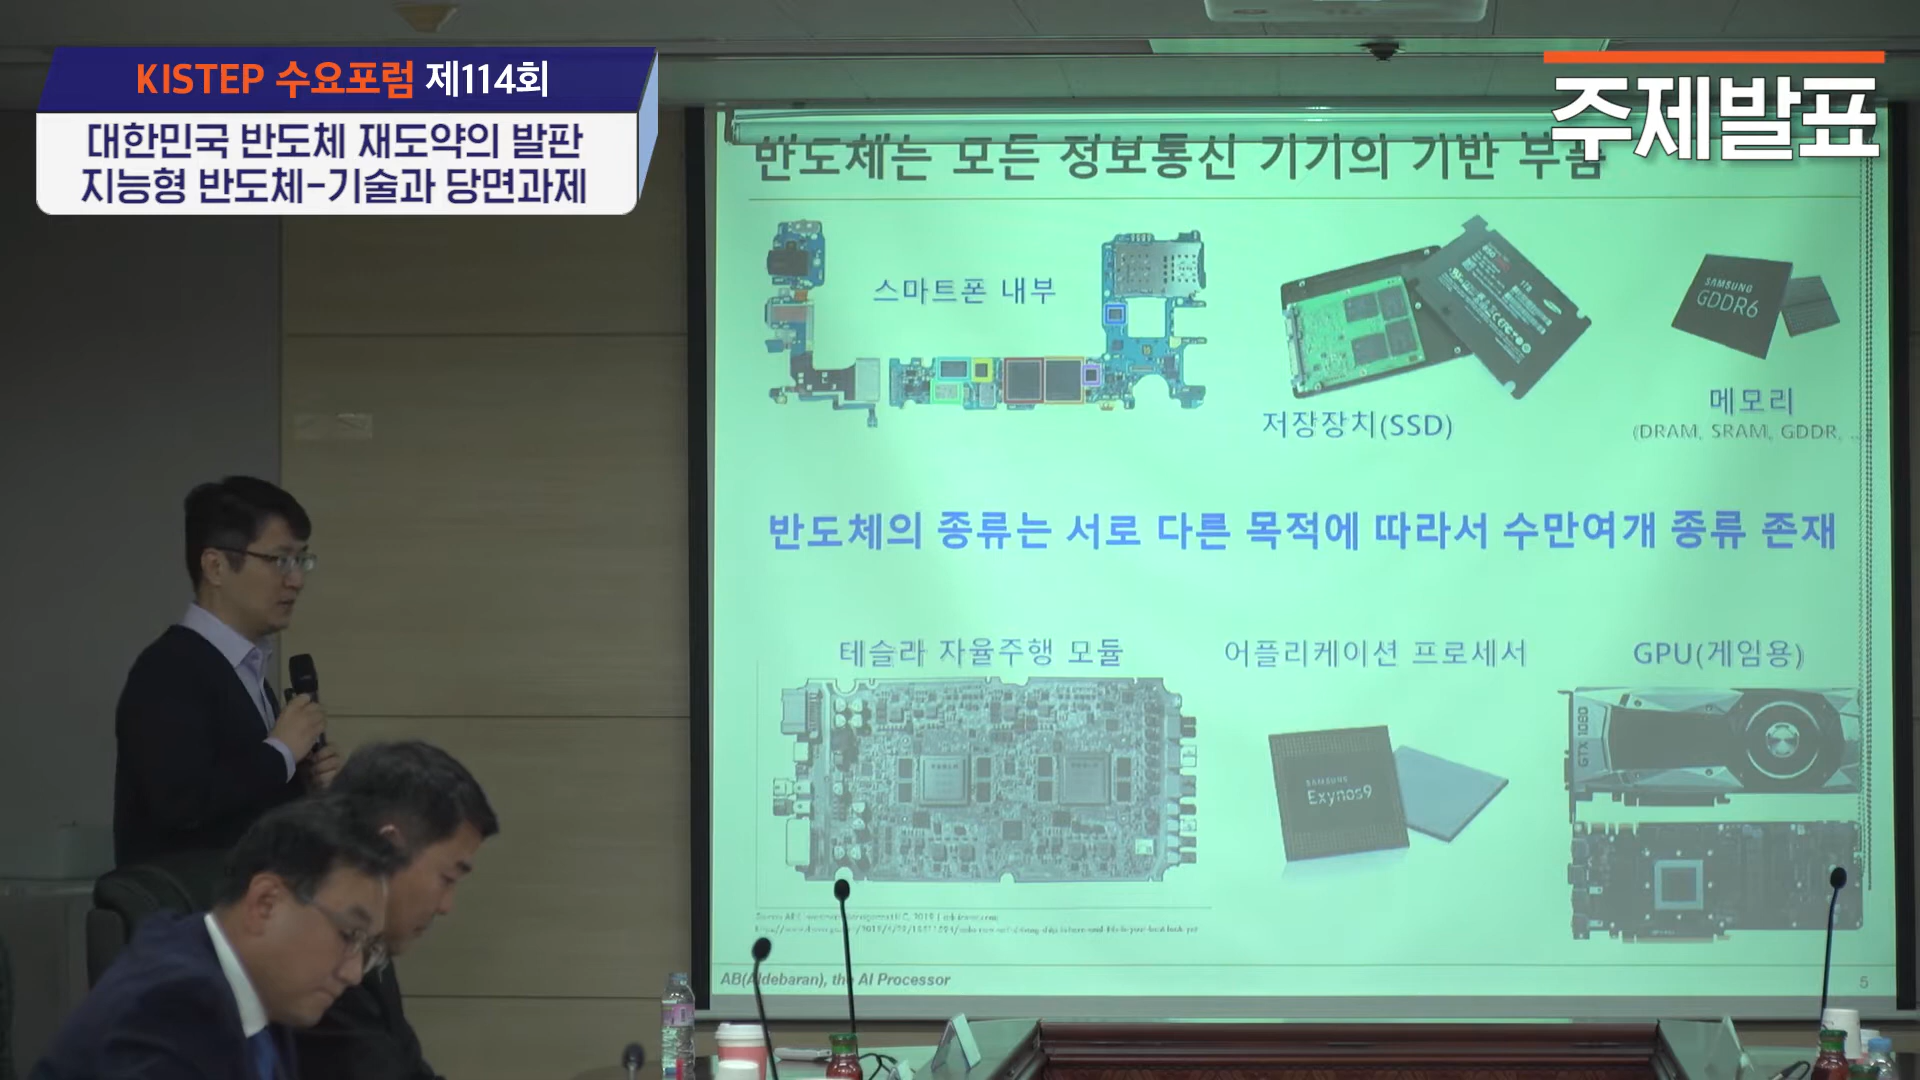 KISTEP 수요포럼 제114회
대한민국 반도체 재도약의 발판
지능형 반도체-기술과 당면과제
주제발표
반도체는 모든 정보통신 기기의 기반 부품
스마트폰 내부
저장장치(SSD)
SAMSUNG
GDDR6
메모리
(DRAM, SRAM, GDDR, ...
반도체의 종류는 서로 다른 목적에 따라서 수만여개 종류 존재
테슬라 자율주행 모듈
어플리케이션 프로세서
GPU(게임용)
SAMSUNG
Exynos9
GTX 1080
AB(Aldebaran), the AI Processor
5